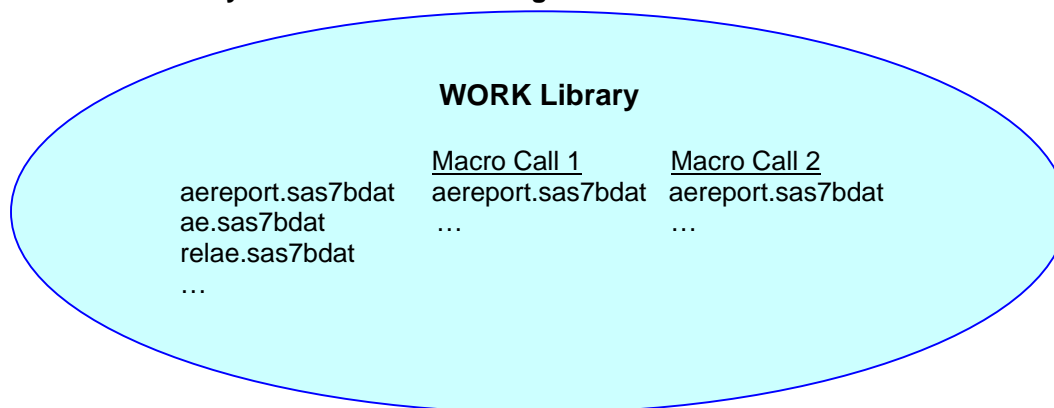 WORK Library
Macro Call 1 Macro Call 2
aereport.sas7bdat aereport.sas7bdat aereport.sas7bdat
ae.sas7bdat … …
relae.sas7bdat
…